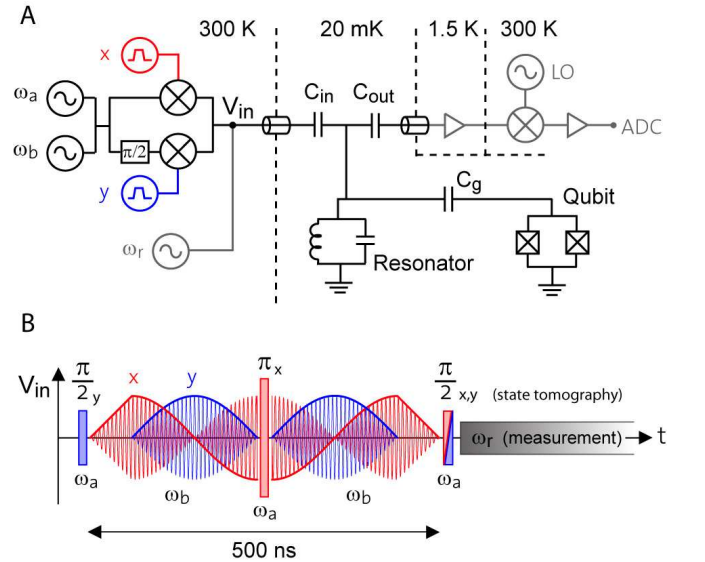 A
300 K
20 mK
1.5 K
300 K
x
ωa
ωb
π/2
y
Vin
Cin
Cout
LO
ADC
Cg
Qubit
ωr
Resonator
B
Vin
π/2 y
x
y
πx
π/2 x,y (state tomography)
ωr (measurement)
t
ωa
ωb
ωa
ωb
ωa
500 ns